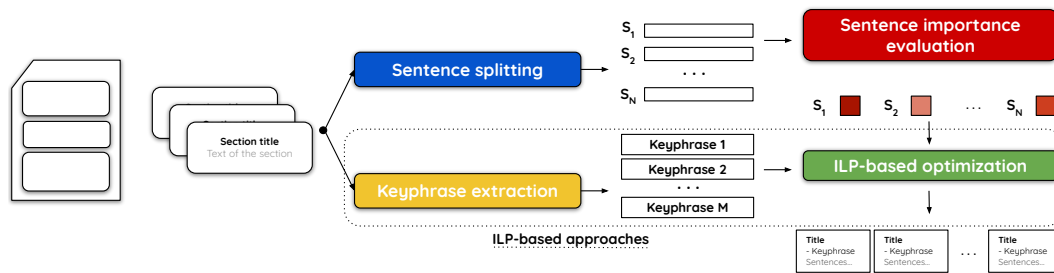 Section title
Text of the section
Sentence splitting
S1
S2
. . .
SN
Sentence importance
evaluation
S1
S2
...
SN
Keyphrase extraction
Keyphrase 1
Keyphrase 2
. . .
Keyphrase M
ILP-based optimization
ILP-based approaches
Title
- Keyphrase
Sentences...
Title
- Keyphrase
Sentences...
...
Title
- Keyphrase
Sentences...